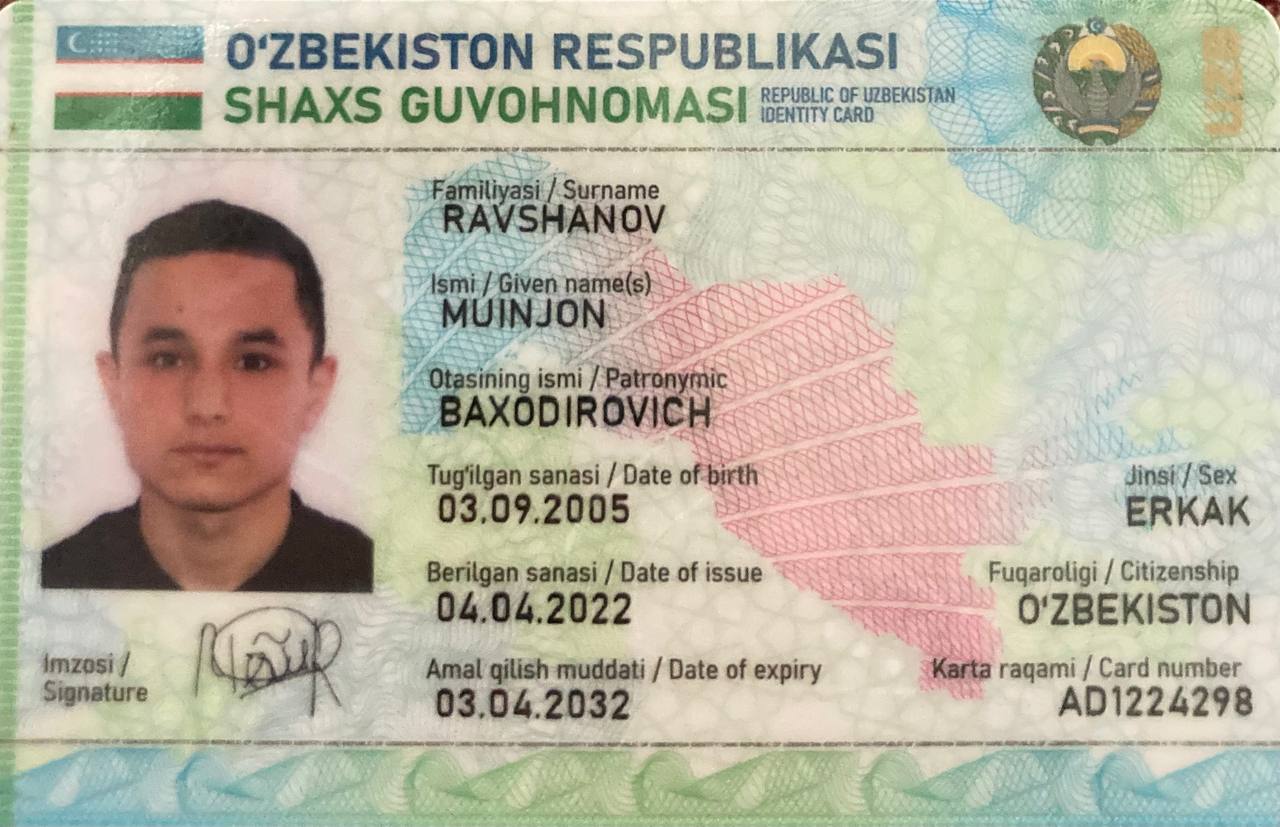 O'ZBEKISTON RESPUBLIKASI
SHAXS GUVOHNOMASI
REPUBLIC OF UZBEKISTAN
IDENTITY CARD
UZB
Familiyasi / Surname
RAVSHANOV
Ismi / Given name(s)
MUINJON
Otasining ismi / Patronymic
BAXODIROVICH
Tug'ilgan sanasi / Date of birth
03.09.2005
Jinsi / Sex
ERKAK
Berilgan sanasi / Date of issue
04.04.2022
Fuqaroligi / Citizenship
O'ZBEKISTON
Imzosi /
Signature
Amal qilish muddati / Date of expiry
03.04.2032
Karta raqami / Card number
AD1224298